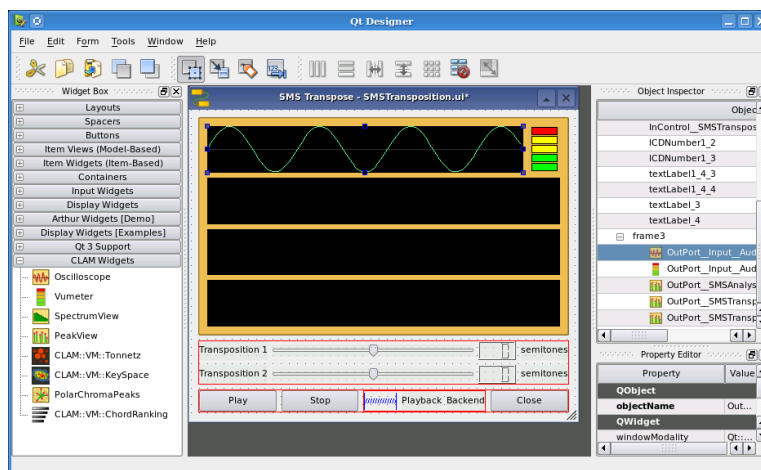 Qt Designer
File Edit Form Tools Window Help
Widget Box
Layouts
Spacers
Buttons
Item Views (Model-Based)
Item Widgets (Item-Based)
Containers
Input Widgets
Display Widgets
Arthur Widgets [Demo]
Display Widgets [Examples]
Qt 3 Support
CLAM Widgets
Oscilloscope
Vumeter
SpectrumView
PeakView
CLAM::VM::Tonnetz
CLAM::VM::KeySpace
PolarChromaPeaks
CLAM::VM::ChordRanking
SMS Transpose - SMSTransposition.ui*
Transposition 1 semitones
Transposition 2 semitones
Play Stop Playback Backend Close
Object Inspector
Objec
InControl__SMSTranspos
ICDNumber1_2
ICDNumber1_3
textLabel1_4_3
textLabel1_4_4
textLabel_3
textLabel_4
frame3
OutPort__Input__Aud
OutPort__Input__Aud
OutPort__SMSAnalys
OutPort__SMSTransp
OutPort__SMSTransp
Property Editor
Property Value
QObject
objectName Out...
QWidget
windowModality Qt::...